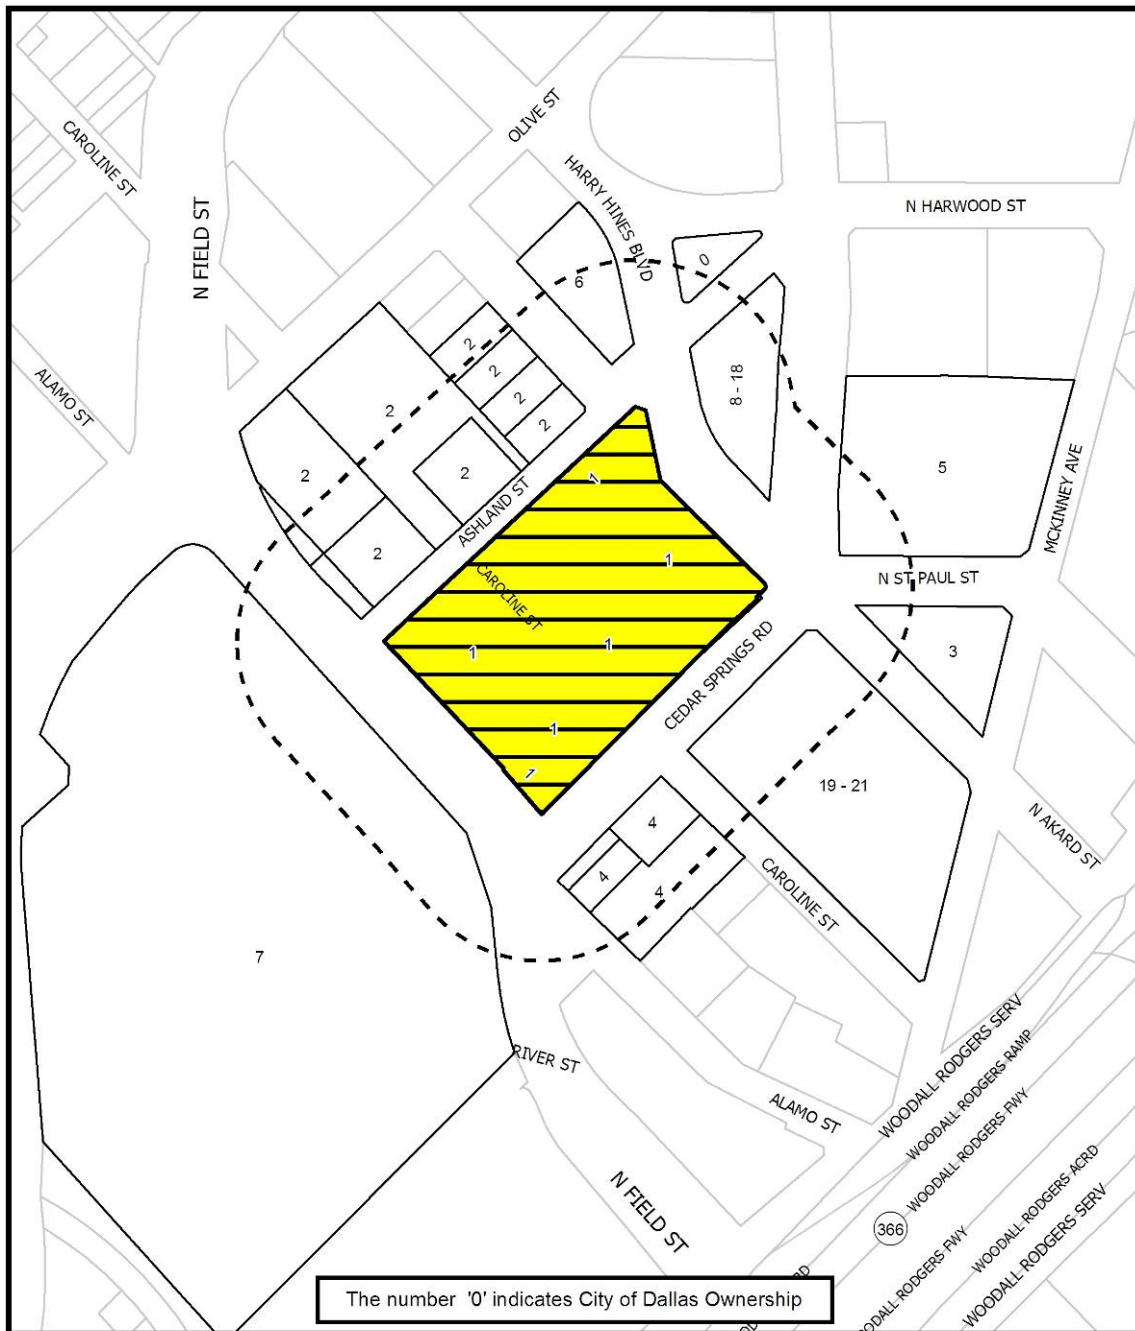 OLIVE ST
CAROLINE ST
HARRY HINES BLVD
N HARWOOD ST
N FIELD ST
0
6
2
ALAMO ST
2
8 - 18
2
2
2
1
5
2
2
MCKINNEY AVE
ASHLAND ST
2
1
N ST PAUL ST
CAROLINE ST
1
1
CEDAR SPRINGS RD
3
1
1
19 - 21
4
N AKARD ST
4
4
CAROLINE ST
7
WOODALL RODGERS SERV
RIVER ST
WOODALL RODGERS RAMP
ALAMO ST
WOODALL RODGERS FWY
N FIELD ST
WOODALL RODGERS ACRD
366
WOODALL RODGERS SERV
ODALL RODGERS FWY
RD
The number '0' indicates City of Dallas Ownership